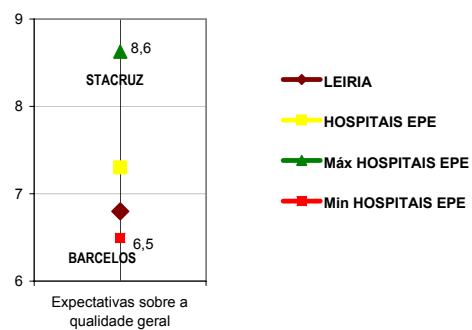 9
8,6
STACRUZ
8
7
6,5
BARCELOS
6
Expectativas sobre a
qualidade geral
LEIRIA
HOSPITAIS EPE
Máx HOSPITAIS EPE
Min HOSPITAIS EPE